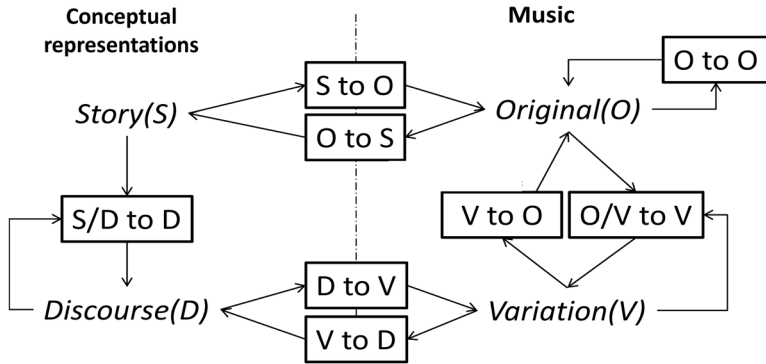 Conceptual
representations
Music
O to O
S to O
Story(S)
Original(O)
O to S
S/D to D
V to O
O/V to V
D to V
Discourse(D)
Variation(V)
V to D